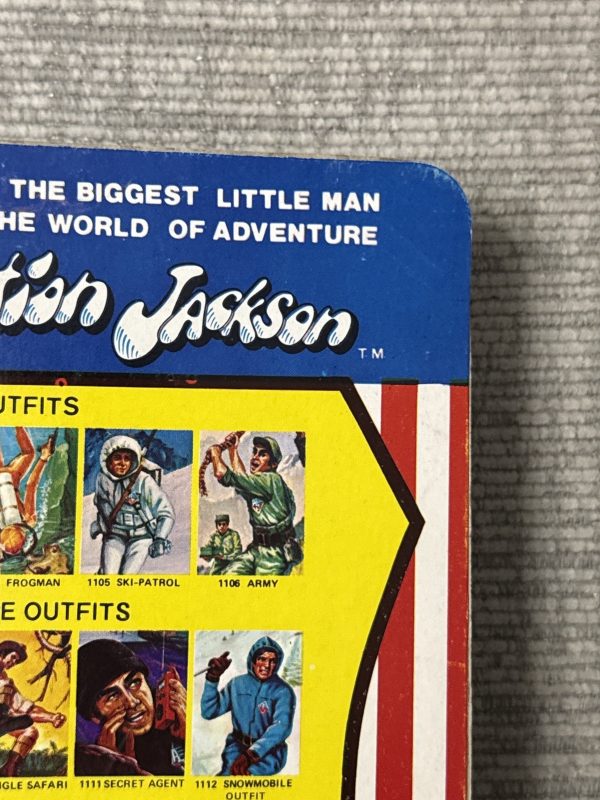 THE BIGGEST LITTLE MAN
HE WORLD OF ADVENTURE
tion Jackson
TM
UTFITS
FROGMAN 1105 SKI-PATROL 1106 ARMY
E OUTFITS
GLE SAFARI 1111 SECRET AGENT 1112 SNOWMOBILE
OUTFIT